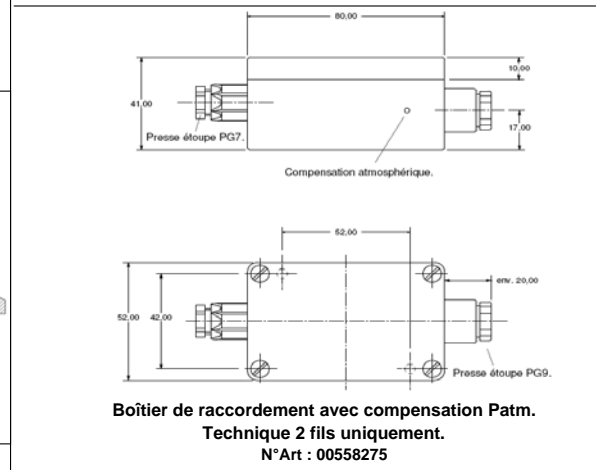 80,00
10,00
41,00
17,00
Presse étoupe PG7.
Compensation atmosphérique.
52,00
env. 20,00
52,00
42,00
Presse étoupe PG9.
Boîtier de raccordement avec compensation Patm.
Technique 2 fils uniquement.
N°Art : 00558275